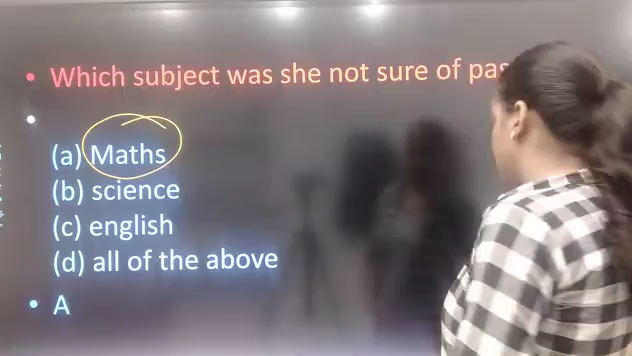 • Which subject was she not sure of
•
(a) Maths
(b) science
(c) english
(d) all of the above
• A